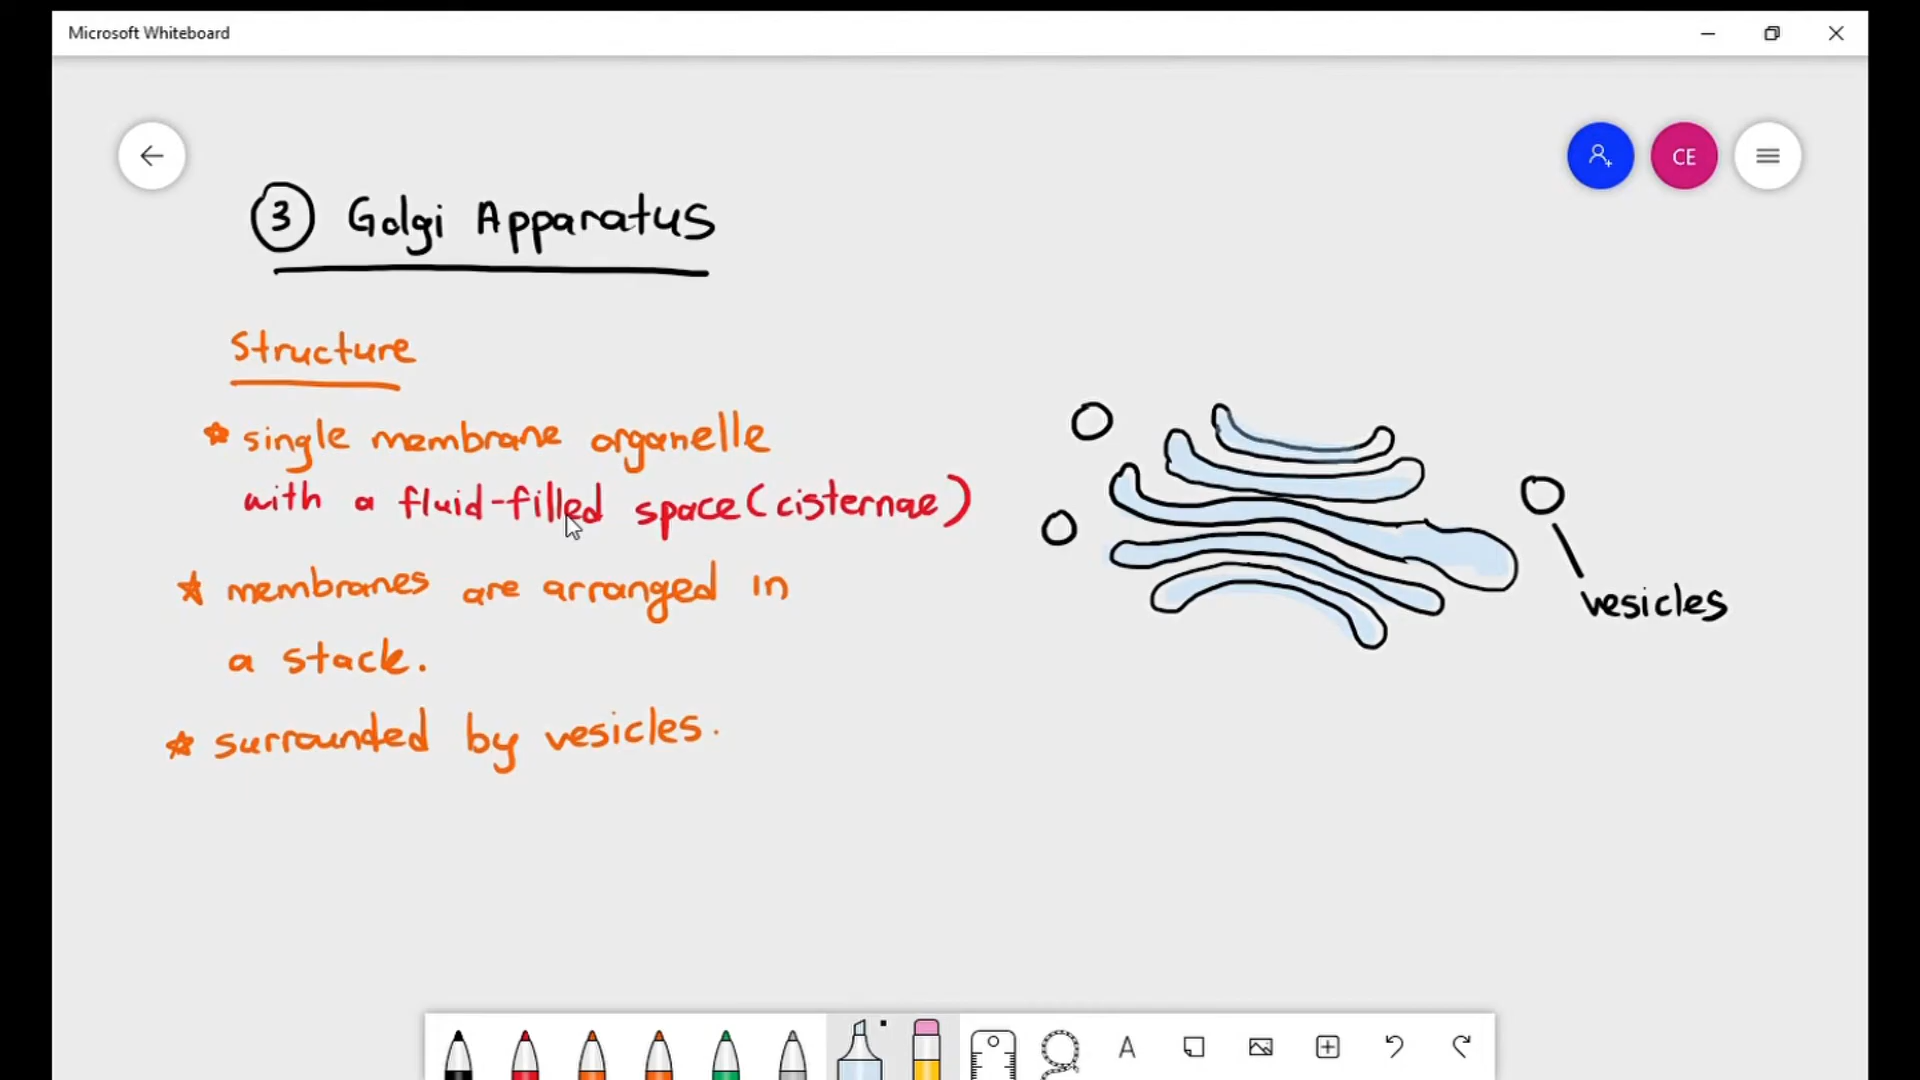 Microsoft Whiteboard
CE
3 Golgi Apparatus
Structure
single membrane organelle
with a fluid-filled space (cisternae)
membranes are arranged in
a stack.
surrounded by vesicles.
vesicles
A